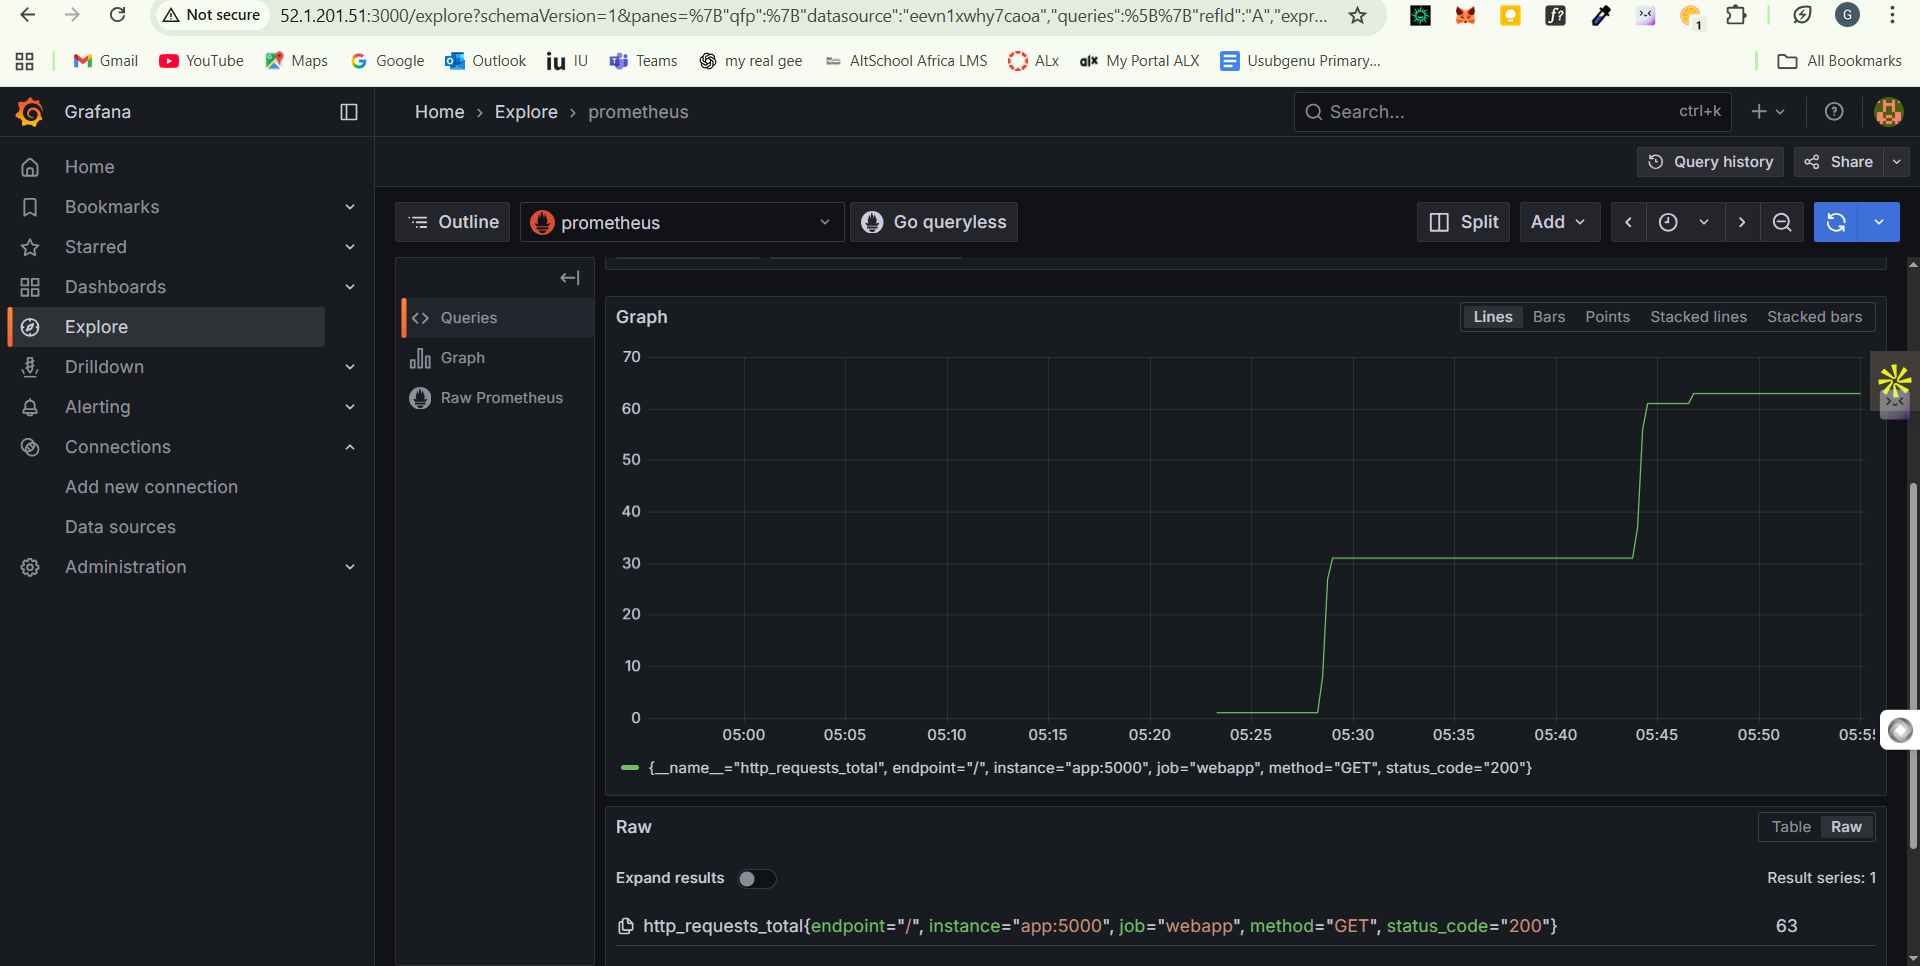 Not secure 52.1.201.51:3000/explore?schemaVersion=1&panes=%7B"qfp":%7B"datasource":"eevn1xwhy7caoa","queries":%5B%7B"refId":"A","expr... f? 1 G
Gmail YouTube Maps Google Outlook iu IU Teams my real gee AltSchool Africa LMS ALx alx My Portal ALX Usubgenu Primary... All Bookmarks
Grafana Home › Explore › prometheus Search... ctrl+k
Home
Query history Share
Bookmarks
Outline prometheus Go queryless Split Add
Starred
Dashboards
Explore
Drilldown
Alerting
Connections
Add new connection
Data sources
Administration
Queries
Graph
Raw Prometheus
Graph Lines Bars Points Stacked lines Stacked bars
70
60
50
40
30
20
10
0
05:00 05:05 05:10 05:15 05:20 05:25 05:30 05:35 05:40 05:45 05:50 05:55
{__name__="http_requests_total", endpoint="/", instance="app:5000", job="webapp", method="GET", status_code="200"}
Raw Table Raw
Expand results Result series: 1
http_requests_total{endpoint="/", instance="app:5000", job="webapp", method="GET", status_code="200"} 63